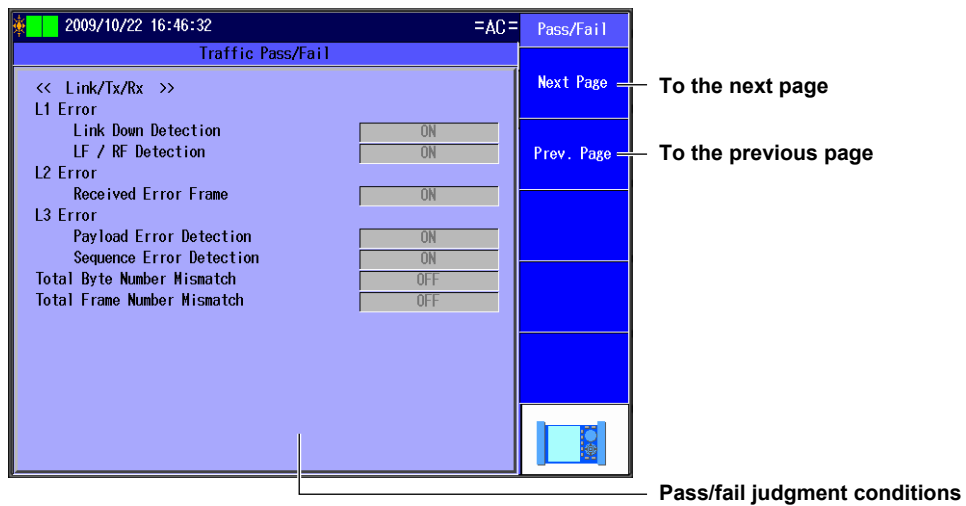 2009/10/22 16:46:32 =AC= Pass/Fail
Traffic Pass/Fail
<< Link/Tx/Rx >>
L1 Error
Link Down Detection ON
LF / RF Detection ON
L2 Error
Received Error Frame ON
L3 Error
Payload Error Detection ON
Sequence Error Detection ON
Total Byte Number Mismatch OFF
Total Frame Number Mismatch OFF
Next Page
To the next page
Prev. Page
To the previous page
Pass/fail judgment conditions